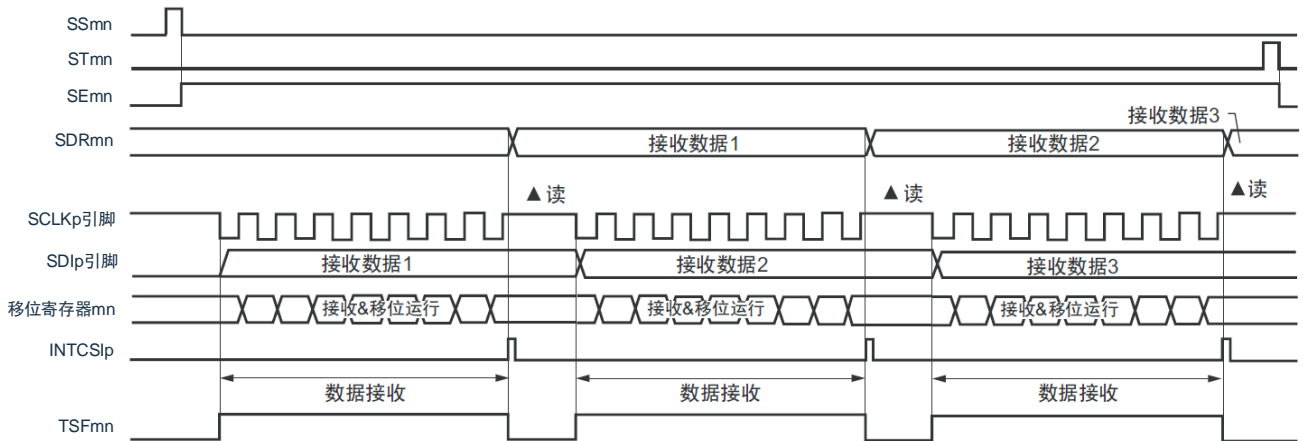 SSmn
STmn
SEmn
接收数据3
SDRmn
接收数据1
接收数据2
▲读
▲读
▲读
SCLKp引脚
SDIp引脚
接收数据1
接收数据2
接收数据3
移位寄存器mn
接收&移位运行
接收&移位运行
接收&移位运行
INTCSIp
数据接收
数据接收
数据接收
TSFmn